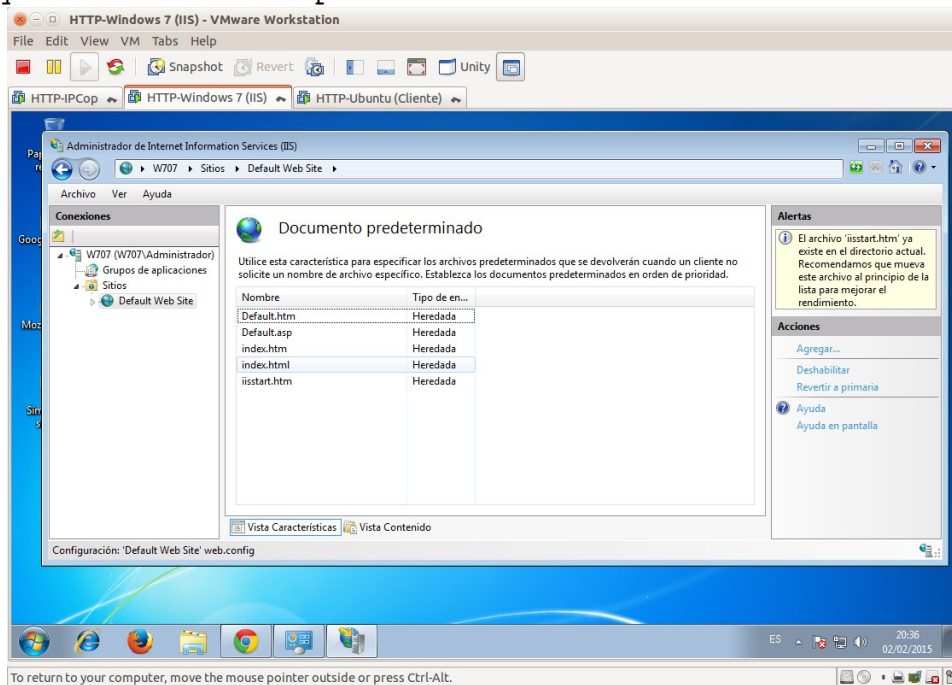 HTTP-Windows 7 (IIS) - VMware Workstation
File Edit View VM Tabs Help
Snapshot Revert Unity
HTTP-IPCop HTTP-Windows 7 (IIS) HTTP-Ubuntu (Cliente)
Administrador de Internet Information Services (IIS)
W707 Sitios Default Web Site
Archivo Ver Ayuda
Conexiones
W707 (W707\Administrador)
Grupos de aplicaciones
Sitios
Default Web Site
Documento predeterminado
Utilice esta característica para especificar los archivos predeterminados que se devolverán cuando un cliente no
solicite un nombre de archivo específico. Establezca los documentos predeterminados en orden de prioridad.
Nombre Tipo de en...
Default.htm Heredada
Default.asp Heredada
index.htm Heredada
index.html Heredada
iisstart.htm Heredada
Vista Características Vista Contenido
Alertas
El archivo 'iisstart.htm' ya
existe en el directorio actual.
Recomendamos que mueva
este archivo al principio de la
lista para mejorar el
rendimiento.
Acciones
Agregar...
Deshabilitar
Revertir a primaria
Ayuda
Ayuda en pantalla
Configuración: 'Default Web Site' web.config
ES 20:36
02/02/2015
To return to your computer, move the mouse pointer outside or press Ctrl-Alt.